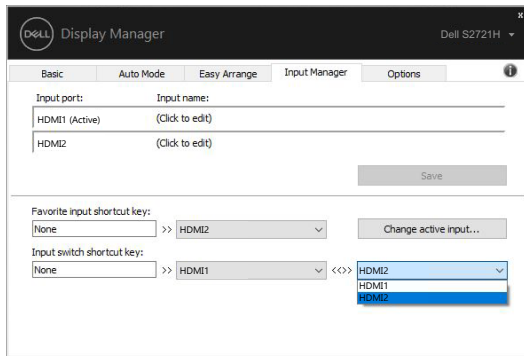 x
DELL Display Manager Dell S2721H
Basic Auto Mode Easy Arrange Input Manager Options i
Input port: Input name:
HDMI1 (Active) (Click to edit)
HDMI2 (Click to edit)
Save
Favorite input shortcut key:
None >> HDMI2 Change active input...
Input switch shortcut key:
None >> HDMI1 <<>> HDMI2
HDMI1
HDMI2